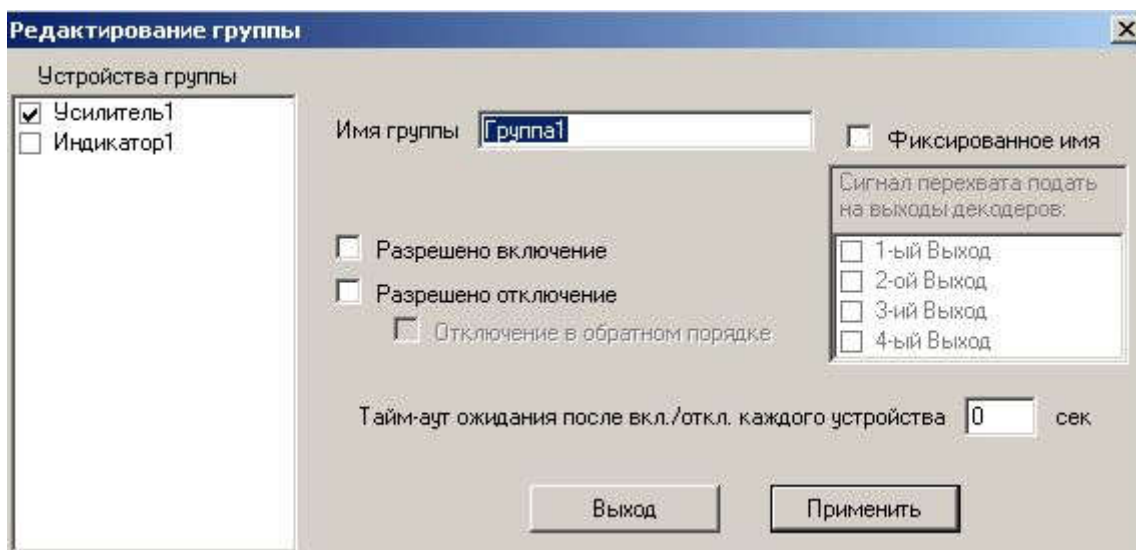 Редактирование группы
Устройства группы
Усилитель1
Индикатор1
Имя группы
Группа1
Фиксированное имя
Сигнал перехвата подать
на выходы декодеров:
1-ый Выход
2-ой Выход
3-ий Выход
4-ый Выход
Разрешено включение
Разрешено отключение
Отключение в обратном порядке
Тайм-аут ожидания после вкл./откл. каждого устройства 0 сек
Выход
Применить